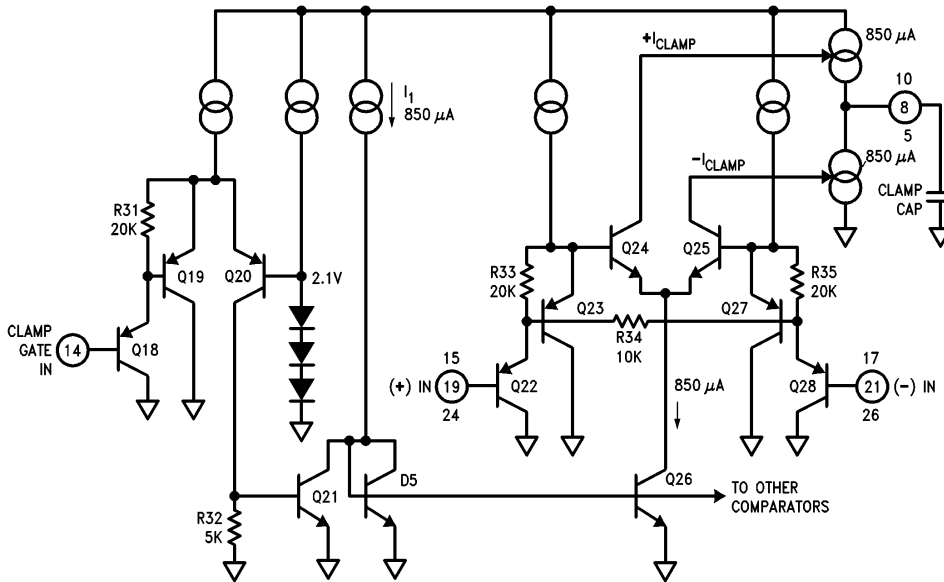 +ICLAMP
850 μA
10
8
5
I1
850 μA
−ICLAMP
850 μA
CLAMP
CAP
R31
20K
Q19
Q20
2.1V
Q24
Q25
R33
20K
R35
20K
Q23
Q27
R34
10K
CLAMP
GATE
IN
14
Q18
15
(+) IN
19
24
Q22
850 μA
Q28
17
21
(−) IN
26
Q21
D5
Q26
TO OTHER
COMPARATORS
R32
5K